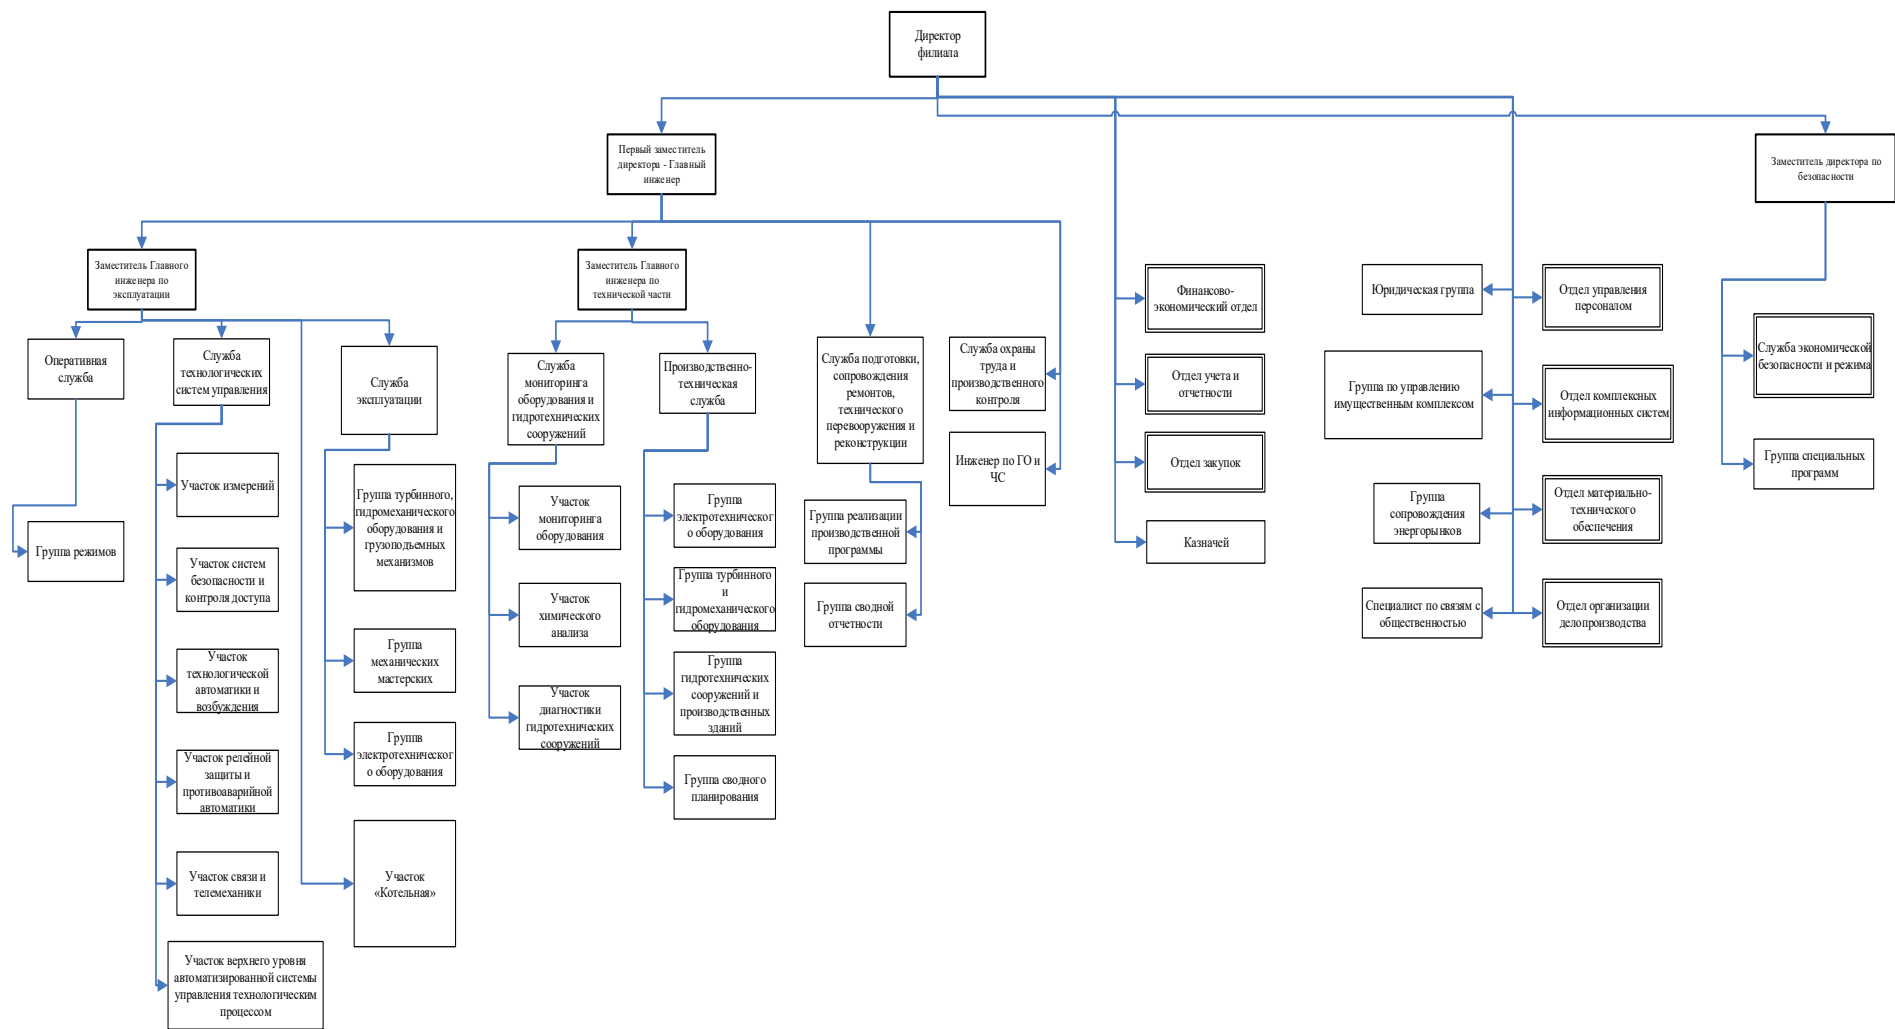 Директор
филиала
Первый заместитель
директора - Главный
инженер
Заместитель директора по
безопасности
Заместитель Главного
инженера по
эксплуатации
Заместитель Главного
инженера по
технической части
Оперативная
служба
Служба
технологических
систем управления
Служба
эксплуатации
Служба
мониторинга
оборудования и
гидротехнических
сооружений
Производственно-
техническая
служба
Служба подготовки,
сопровождения
ремонтов,
технического
перевооружения и
реконструкции
Служба охраны
труда и
производственного
контроля
Инженер по ГО и
ЧС
Финансово-
экономический отдел
Отдел учета и
отчетности
Отдел закупок
Казначей
Юридическая группа
Группа по управлению
имущественным комплексом
Группа
сопровождения
энергорынков
Специалист по связям с
общественностью
Отдел управления
персоналом
Отдел комплексных
информационных систем
Отдел материально-
технического
обеспечения
Отдел организации
делопроизводства
Служба экономической
безопасности и режима
Группа специальных
программ
Группа режимов
Участок измерений
Участок систем
безопасности и
контроля доступа
Участок
технологической
автоматики и
возбуждения
Участок релейной
защиты и
противоаварийной
автоматики
Участок связи и
телемеханики
Участок верхнего уровня
автоматизированной системы
управления технологическим
процессом
Группа турбинного,
гидромеханического
оборудования и
грузоподъемных
механизмов
Группа
механических
мастерских
Группв
электротехническог
о оборудования
Участок
«Котельная»
Участок
мониторинга
оборудования
Участок
химического
анализа
Участок
диагностики
гидротехнических
сооружений
Группа
электротехническог
о оборудования
Группа турбинного
и
гидромеханического
оборудования
Группа
гидротехнических
сооружений и
производственных
зданий
Группа сводного
планирования
Группа реализации
производственной
программы
Группа сводной
отчетности